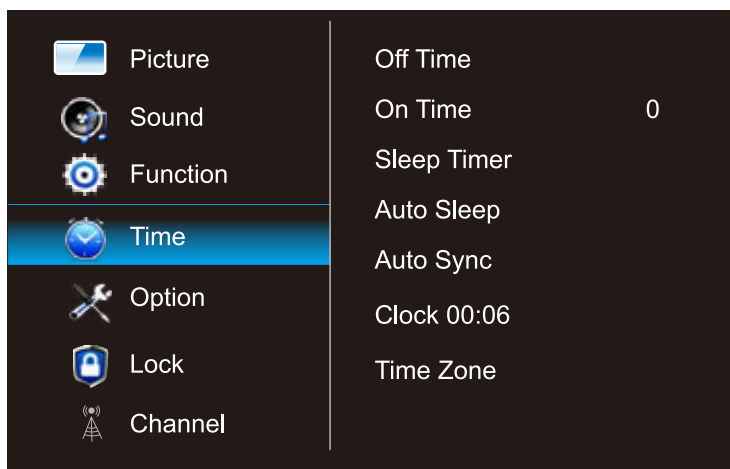 Picture
Sound
Function
Time
Option
Lock
Channel
Off Time
On Time 0
Sleep Timer
Auto Sleep
Auto Sync
Clock 00:06
Time Zone